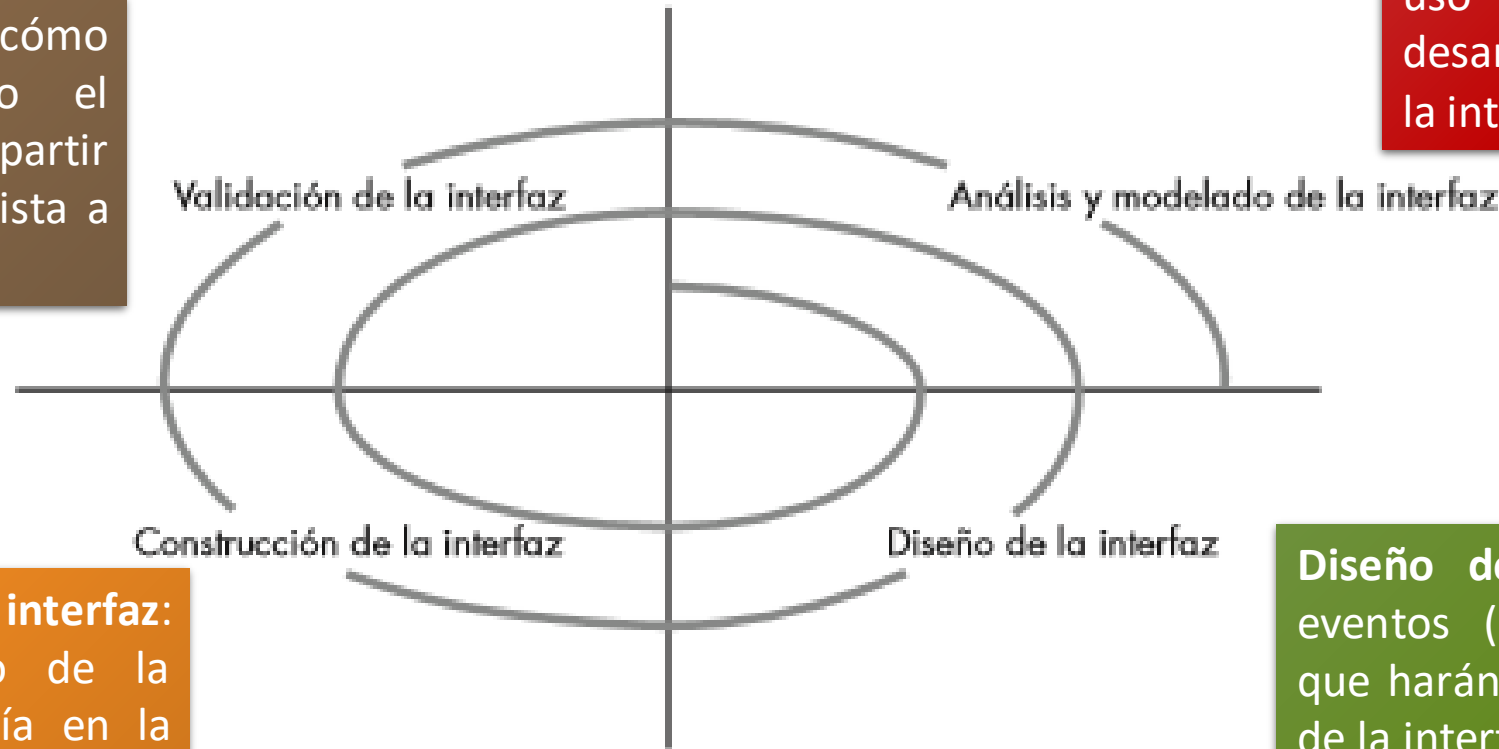 cómo
el
partir
ista a
uso
desar
la int
Validación de la interfaz
Análisis y modelado de la interfaz
Construcción de la interfaz
Diseño de la interfaz
interfaz:
de la
ía en la
Diseño de
eventos (
que harán
de la inter